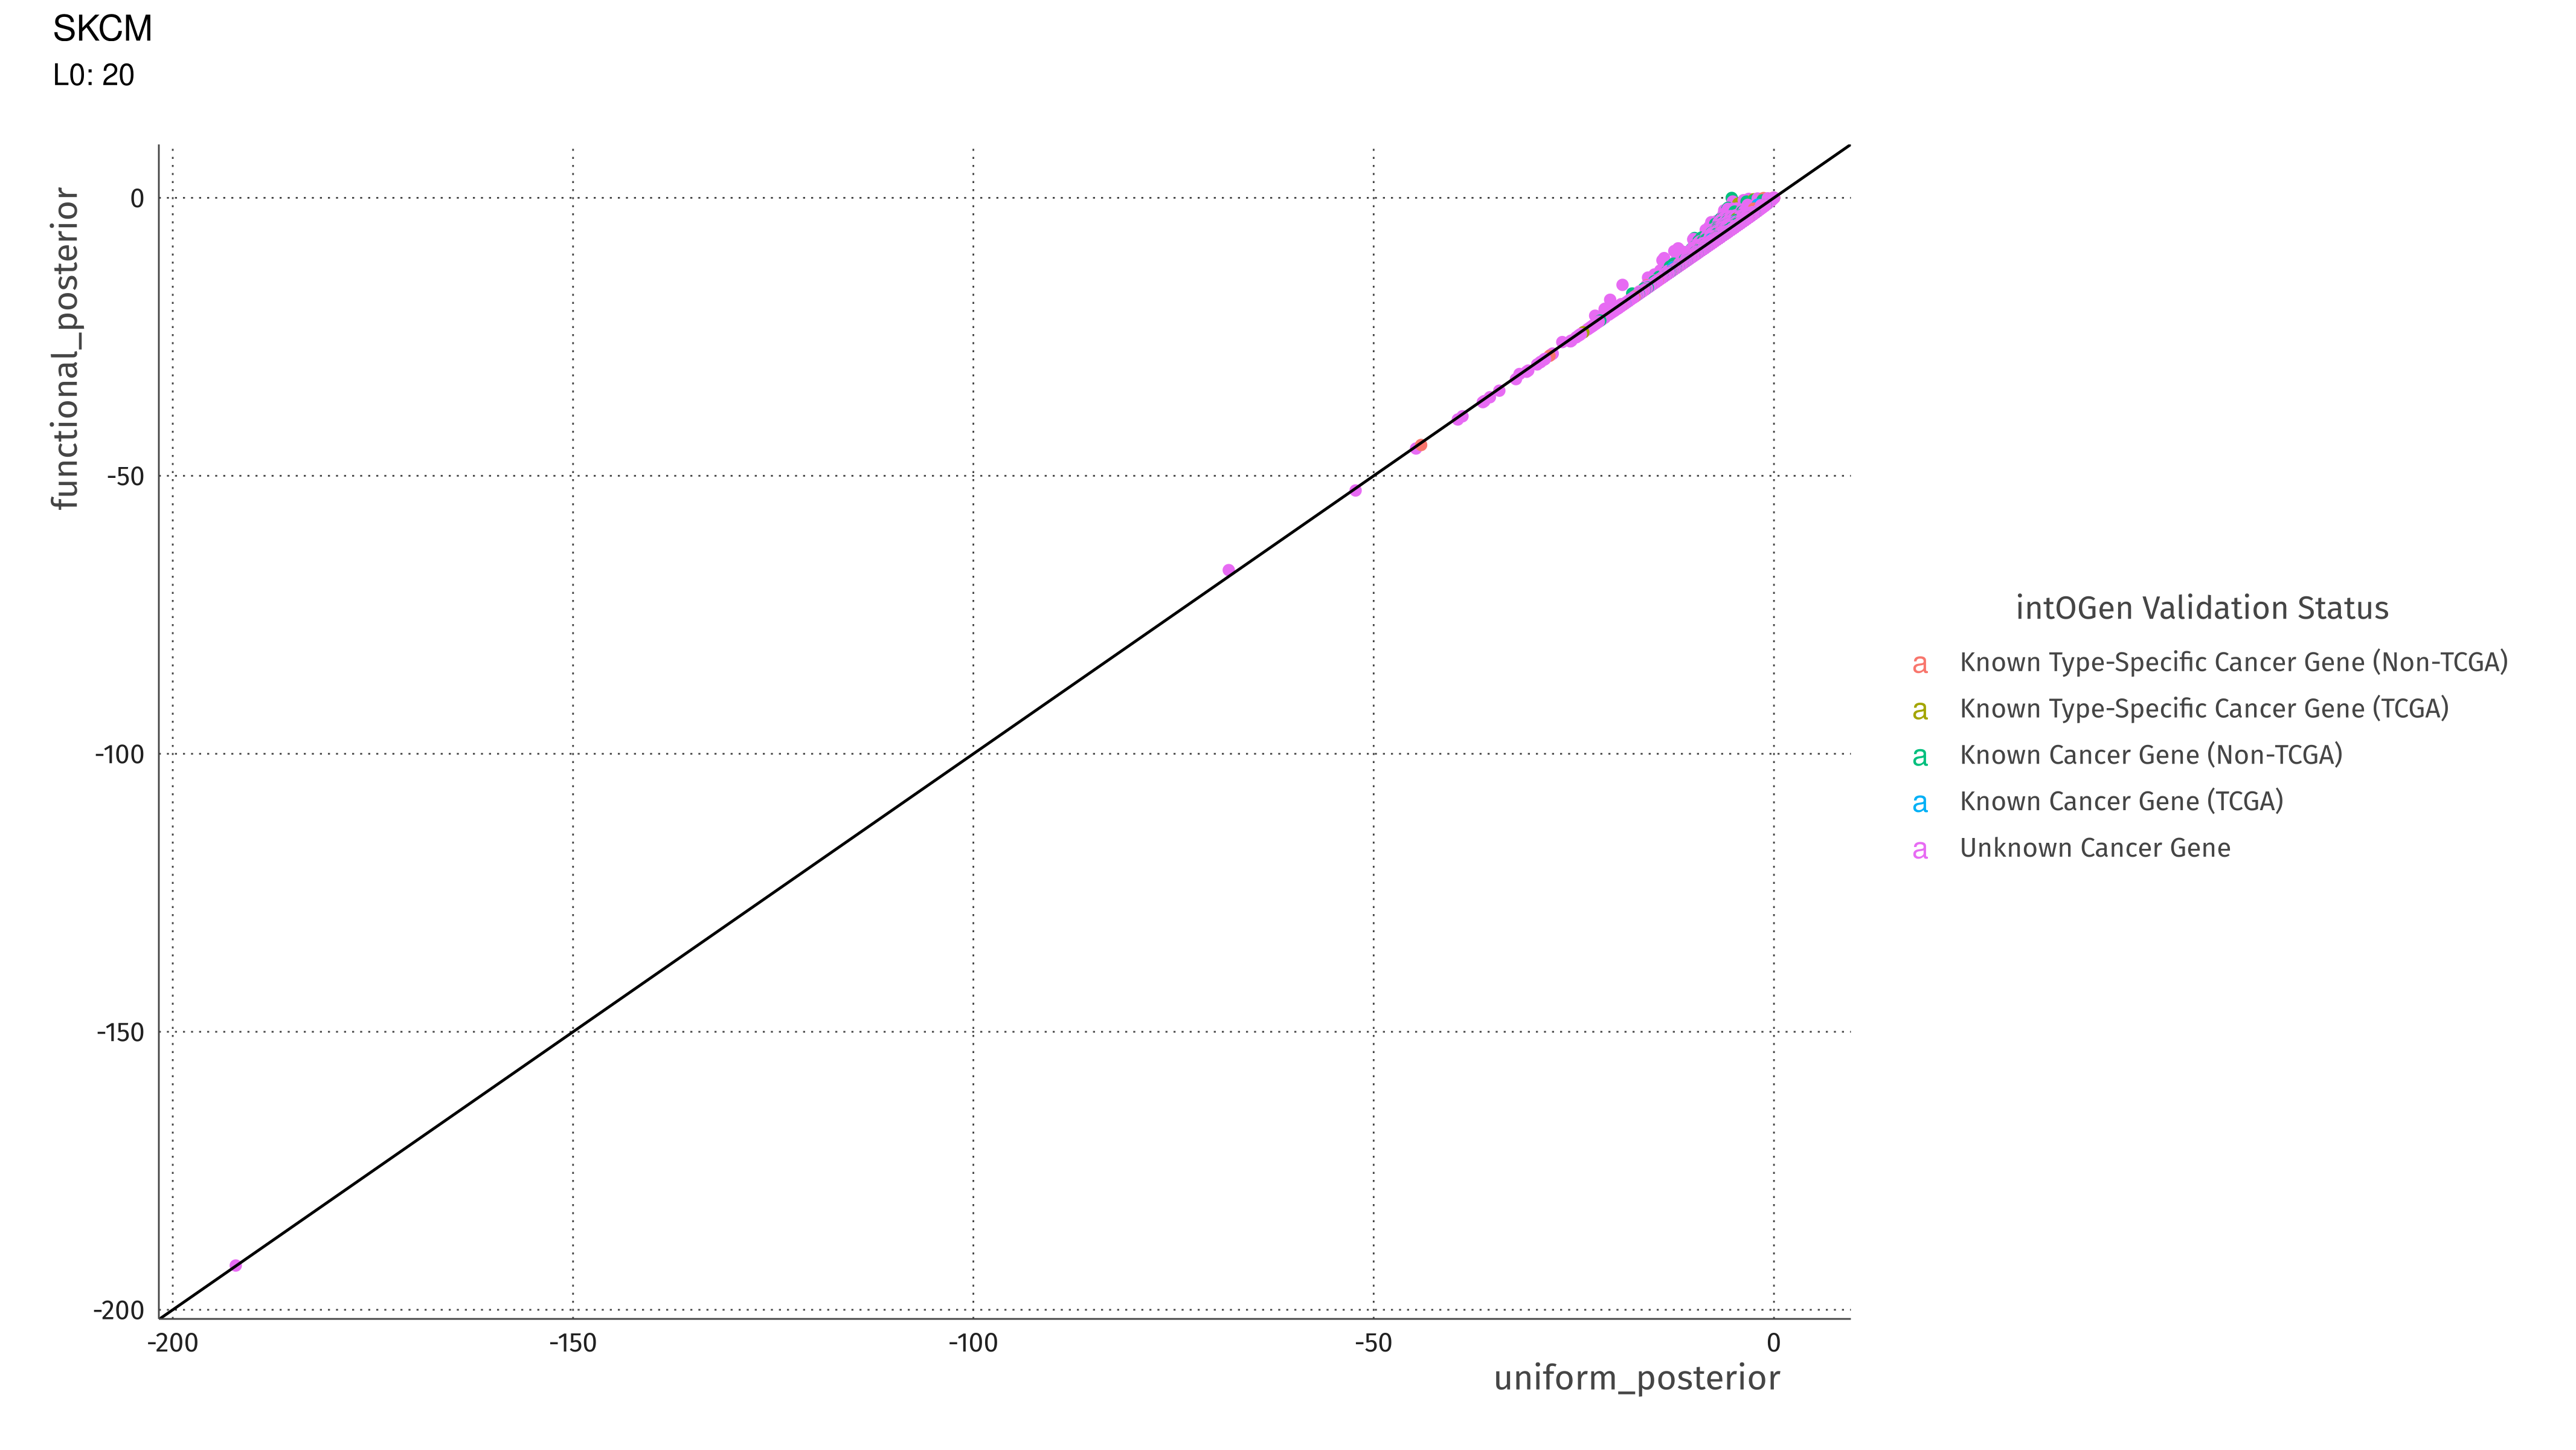 SKCM
L0: 20
functional_posterior
0
-50
-100
-150
-200
-200
-150
-100
-50
0
uniform_posterior
intOGen Validation Status
a Known Type-Specific Cancer Gene (Non-TCGA)
a Known Type-Specific Cancer Gene (TCGA)
a Known Cancer Gene (Non-TCGA)
a Known Cancer Gene (TCGA)
a Unknown Cancer Gene